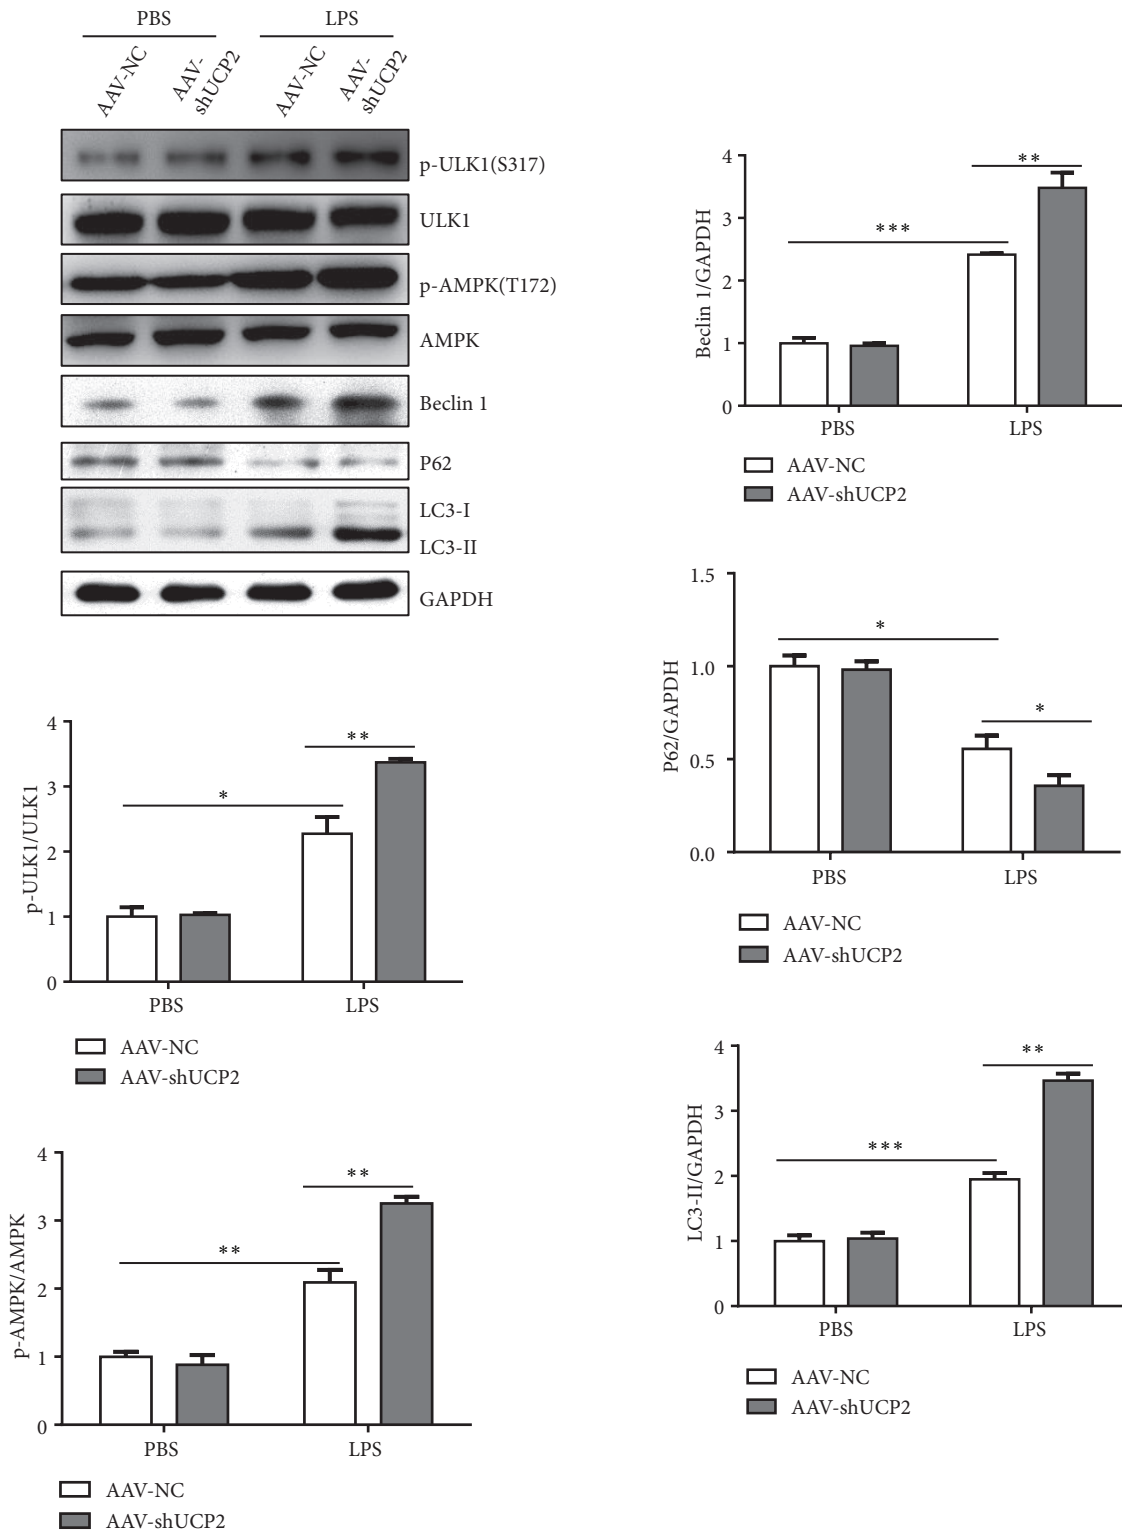 PBS LPS
AAV-NC AAV-shUCP2 AAV-NC AAV-shUCP2
p-ULK1(S317)
ULK1
p-AMPK(T172)
AMPK
Beclin 1
P62
LC3-I
LC3-II
GAPDH
4
3
2
1
0
p-ULK1/ULK1
*
**
PBS LPS
AAV-NC
AAV-shUCP2
4
3
2
1
0
p-AMPK/AMPK
**
**
PBS LPS
AAV-NC
AAV-shUCP2
4
3
2
1
0
Beclin 1/GAPDH
***
**
PBS LPS
AAV-NC
AAV-shUCP2
1.5
1.0
0.5
0.0
P62/GAPDH
*
*
PBS LPS
AAV-NC
AAV-shUCP2
4
3
2
1
0
LC3-II/GAPDH
***
**
PBS LPS
AAV-NC
AAV-shUCP2